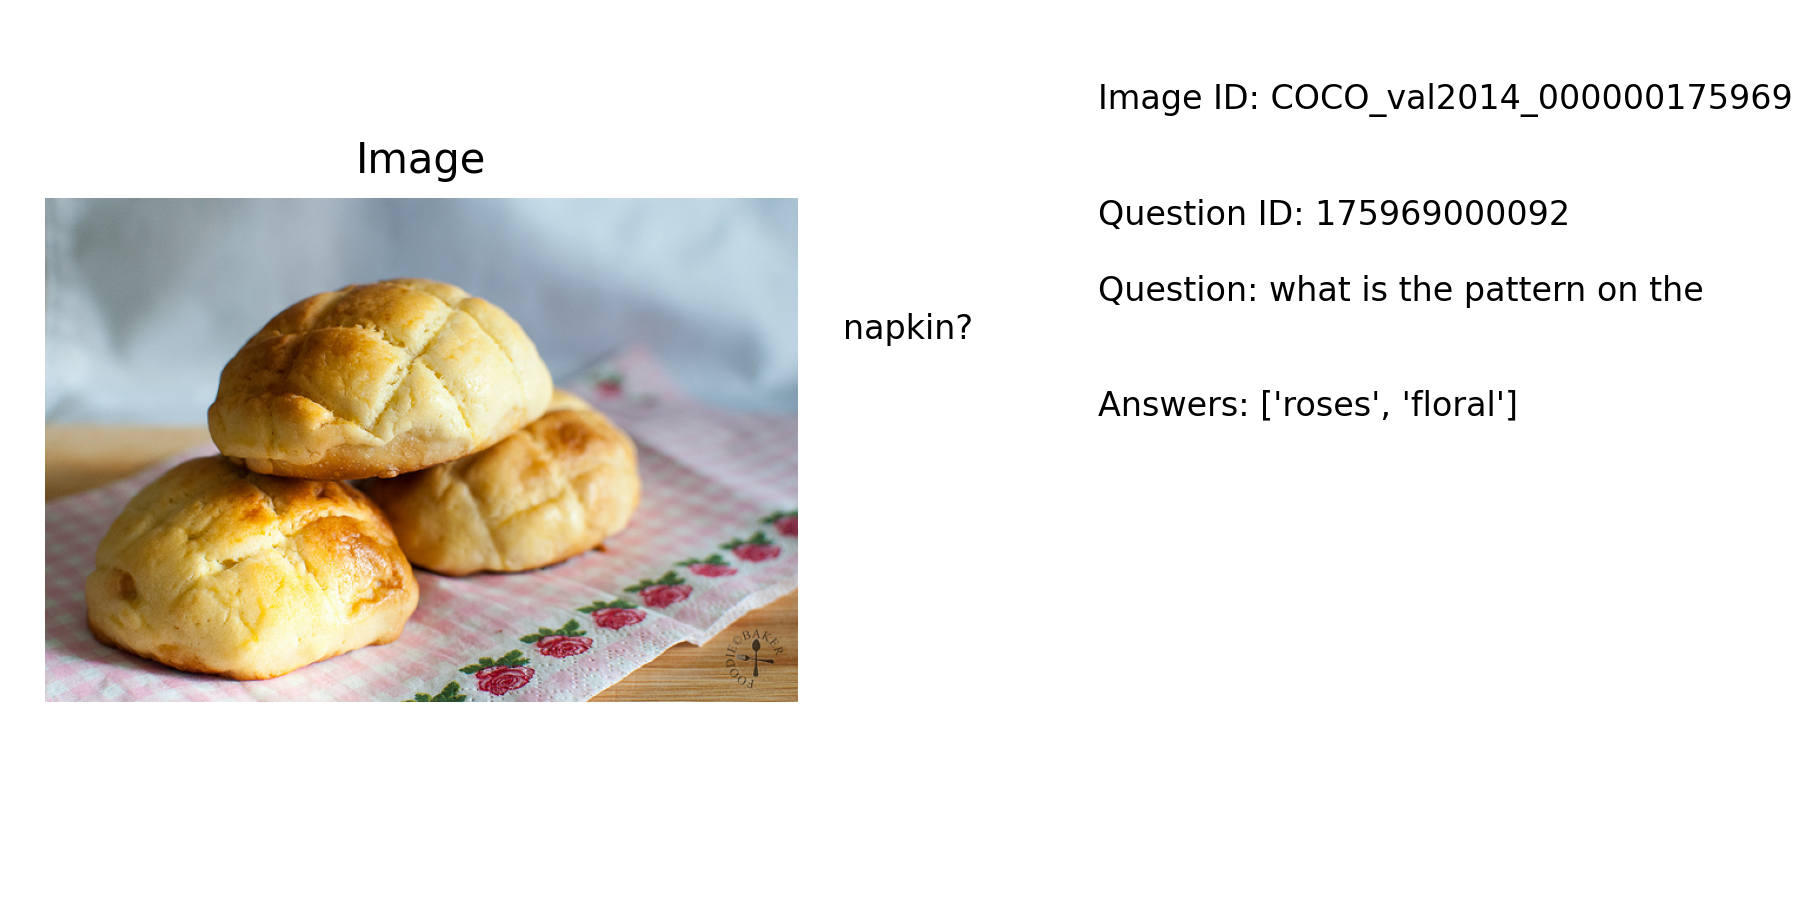 Image
FOODIE© BAKER
Image ID: COCO_val2014_000000175969
Question ID: 175969000092
Question: what is the pattern on the
napkin?
Answers: ['roses', 'floral']